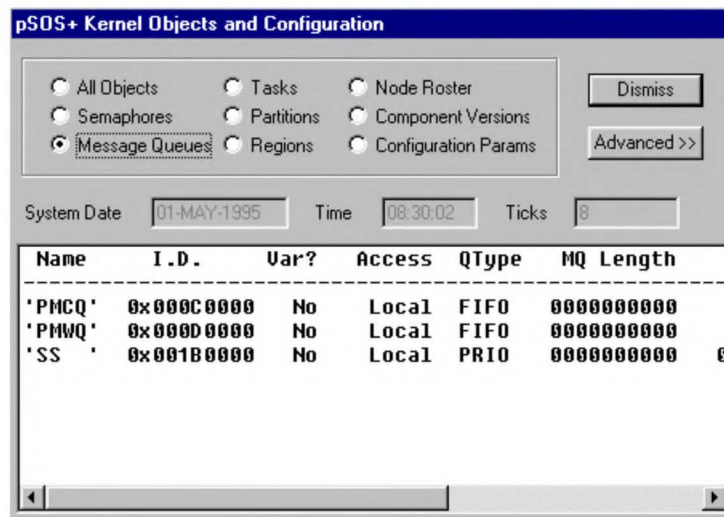 pSOS+ Kernel Objects and Configuration
All Objects Tasks Node Roster Dismiss
Semaphores Partitions Component Versions
Message Queues Regions Configuration Params Advanced >>
System Date 01-MAY-1995 Time 08:30:02 Ticks 8
Name I.D. Var? Access QType MQ Length
'PMCQ' 0x000C0000 No Local FIFO 0000000000
'PMWQ' 0x000D0000 No Local FIFO 0000000000
'SS  ' 0x001B0000 No Local PRIO 0000000000